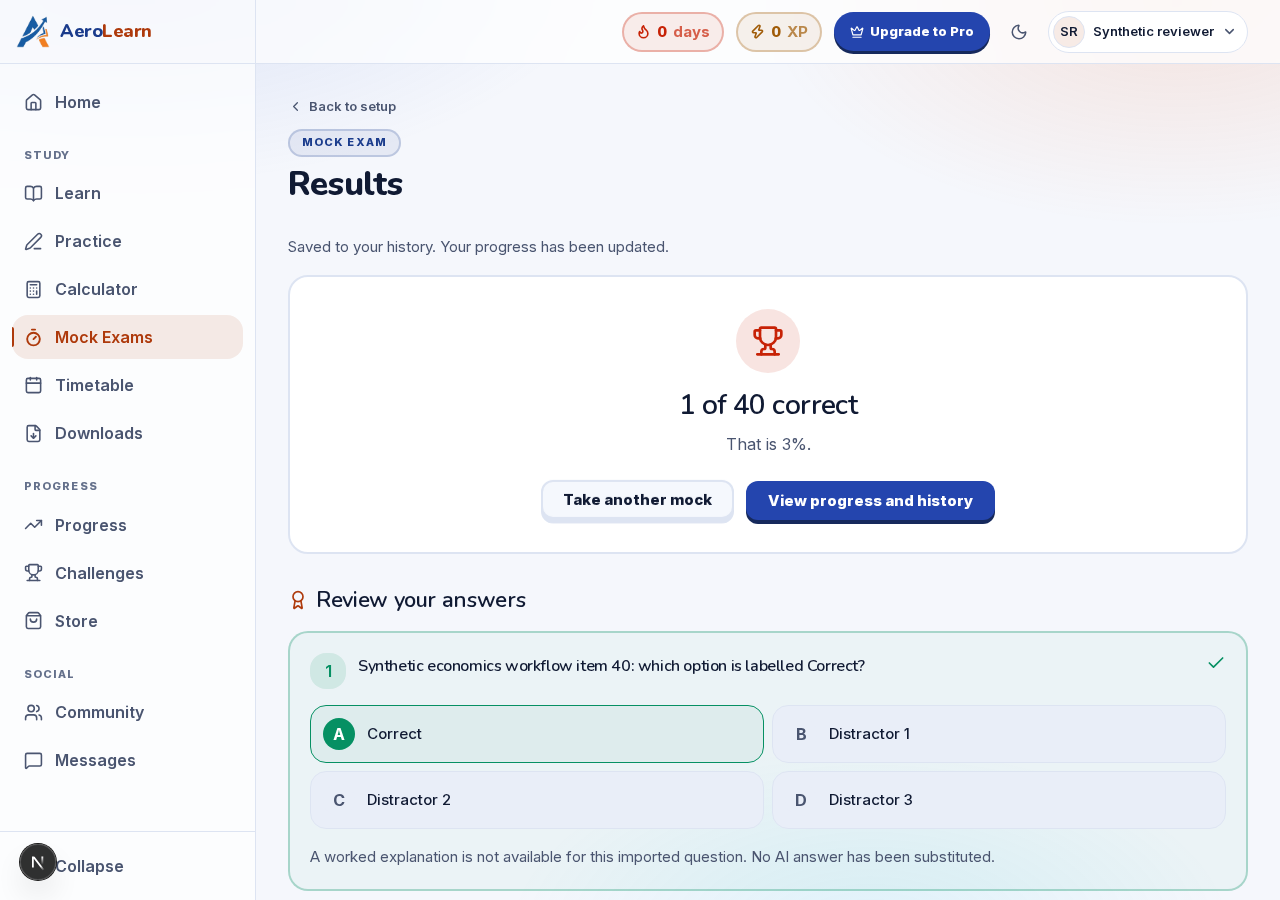 AeroLearn
0 days
0 XP
Upgrade to Pro
SR Synthetic reviewer
Home
STUDY
Learn
Practice
Calculator
Mock Exams
Timetable
Downloads
PROGRESS
Progress
Challenges
Store
SOCIAL
Community
Messages
N
Collapse
Back to setup
MOCK EXAM
Results
Saved to your history. Your progress has been updated.
1 of 40 correct
That is 3%.
Take another mock
View progress and history
Review your answers
1 Synthetic economics workflow item 40: which option is labelled Correct?
A Correct
B Distractor 1
C Distractor 2
D Distractor 3
A worked explanation is not available for this imported question. No AI answer has been substituted.